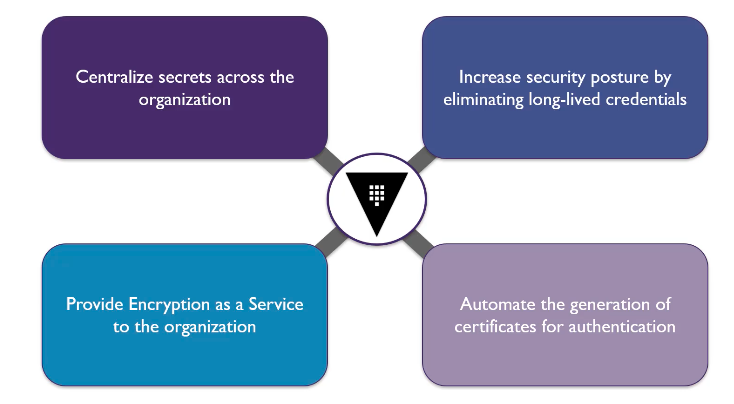 Centralize secrets across the
organization
Increase security posture by
eliminating long-lived credentials
Provide Encryption as a Service
to the organization
Automate the generation of
certificates for authentication